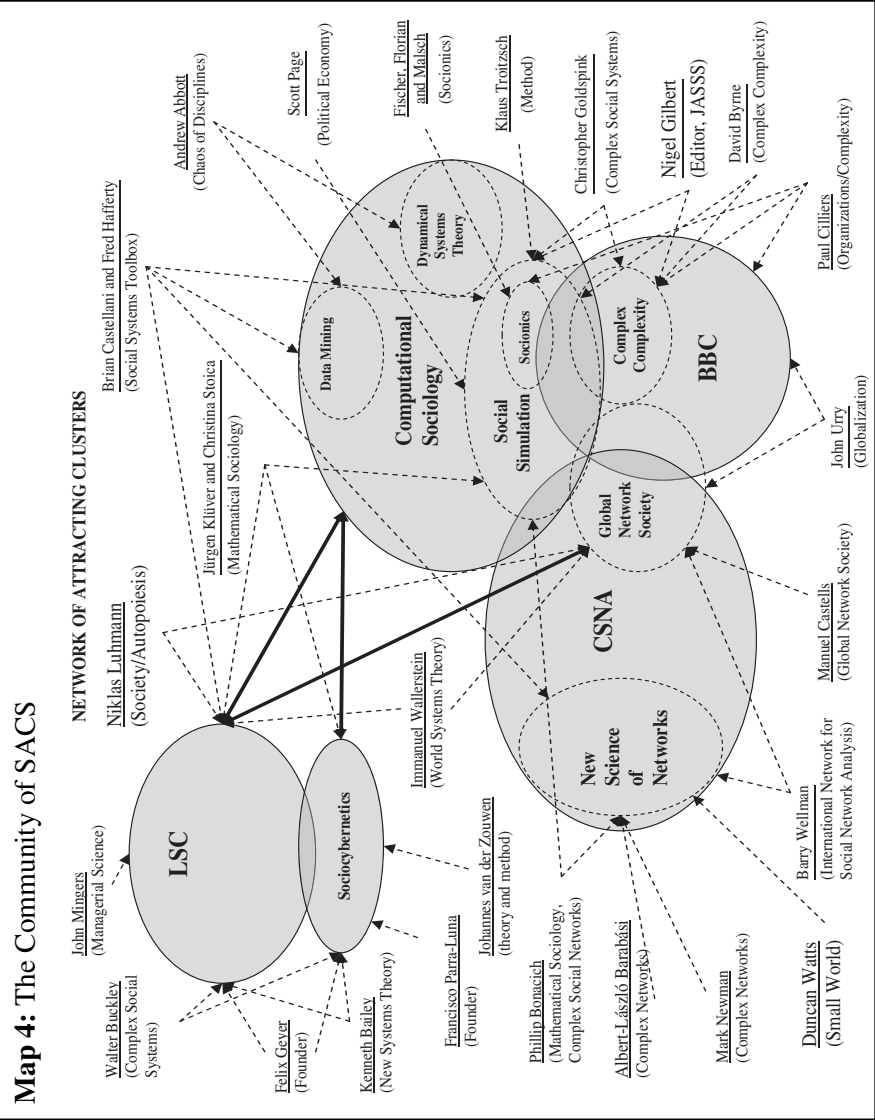 Map 4: The Community of SACS
NETWORK OF ATTRACTING CLUSTERS
John Mingers
(Managerial Science)
Walter Buckley
(Complex Social
Systems)
Felix Geyer
(Founder)
Kenneth Bailey
(New Systems Theory)
Francisco Parra-Luna
(Founder)
Johannes van der Zouwen
(theory and method)
LSC
Sociocybernetics
Niklas Luhmann
(Society/Autopoiesis)
Jürgen Klüver and Christina Stoica
(Mathematical Sociology)
Brian Castellani and Fred Hafferty
(Social Systems Toolbox)
Andrew Abbott
(Chaos of Disciplines)
Scott Page
(Political Economy)
Fischer, Florian
and Malsch
(Socionics)
Klaus Troitzsch
(Method)
Christopher Goldspink
(Complex Social Systems)
Nigel Gilbert
(Editor, JASSS)
David Byrne
(Complex Complexity)
Paul Cilliers
(Organizations/Complexity)
John Urry
(Globalization)
Data Mining
Dynamical
Systems
Theory
Computational
Sociology
Social
Simulation
Socionics
Complex
Complexity
BBC
Global
Network
Society
CSNA
New
Science
of
Networks
Immanuel Wallerstein
(World Systems Theory)
Manuel Castells
(Global Network Society)
Barry Wellman
(International Network for
Social Network Analysis)
Phillip Bonacich
(Mathematical Sociology,
Complex Social Networks)
Albert-László Barabási
(Complex Networks)
Mark Newman
(Complex Networks)
Duncan Watts
(Small World)